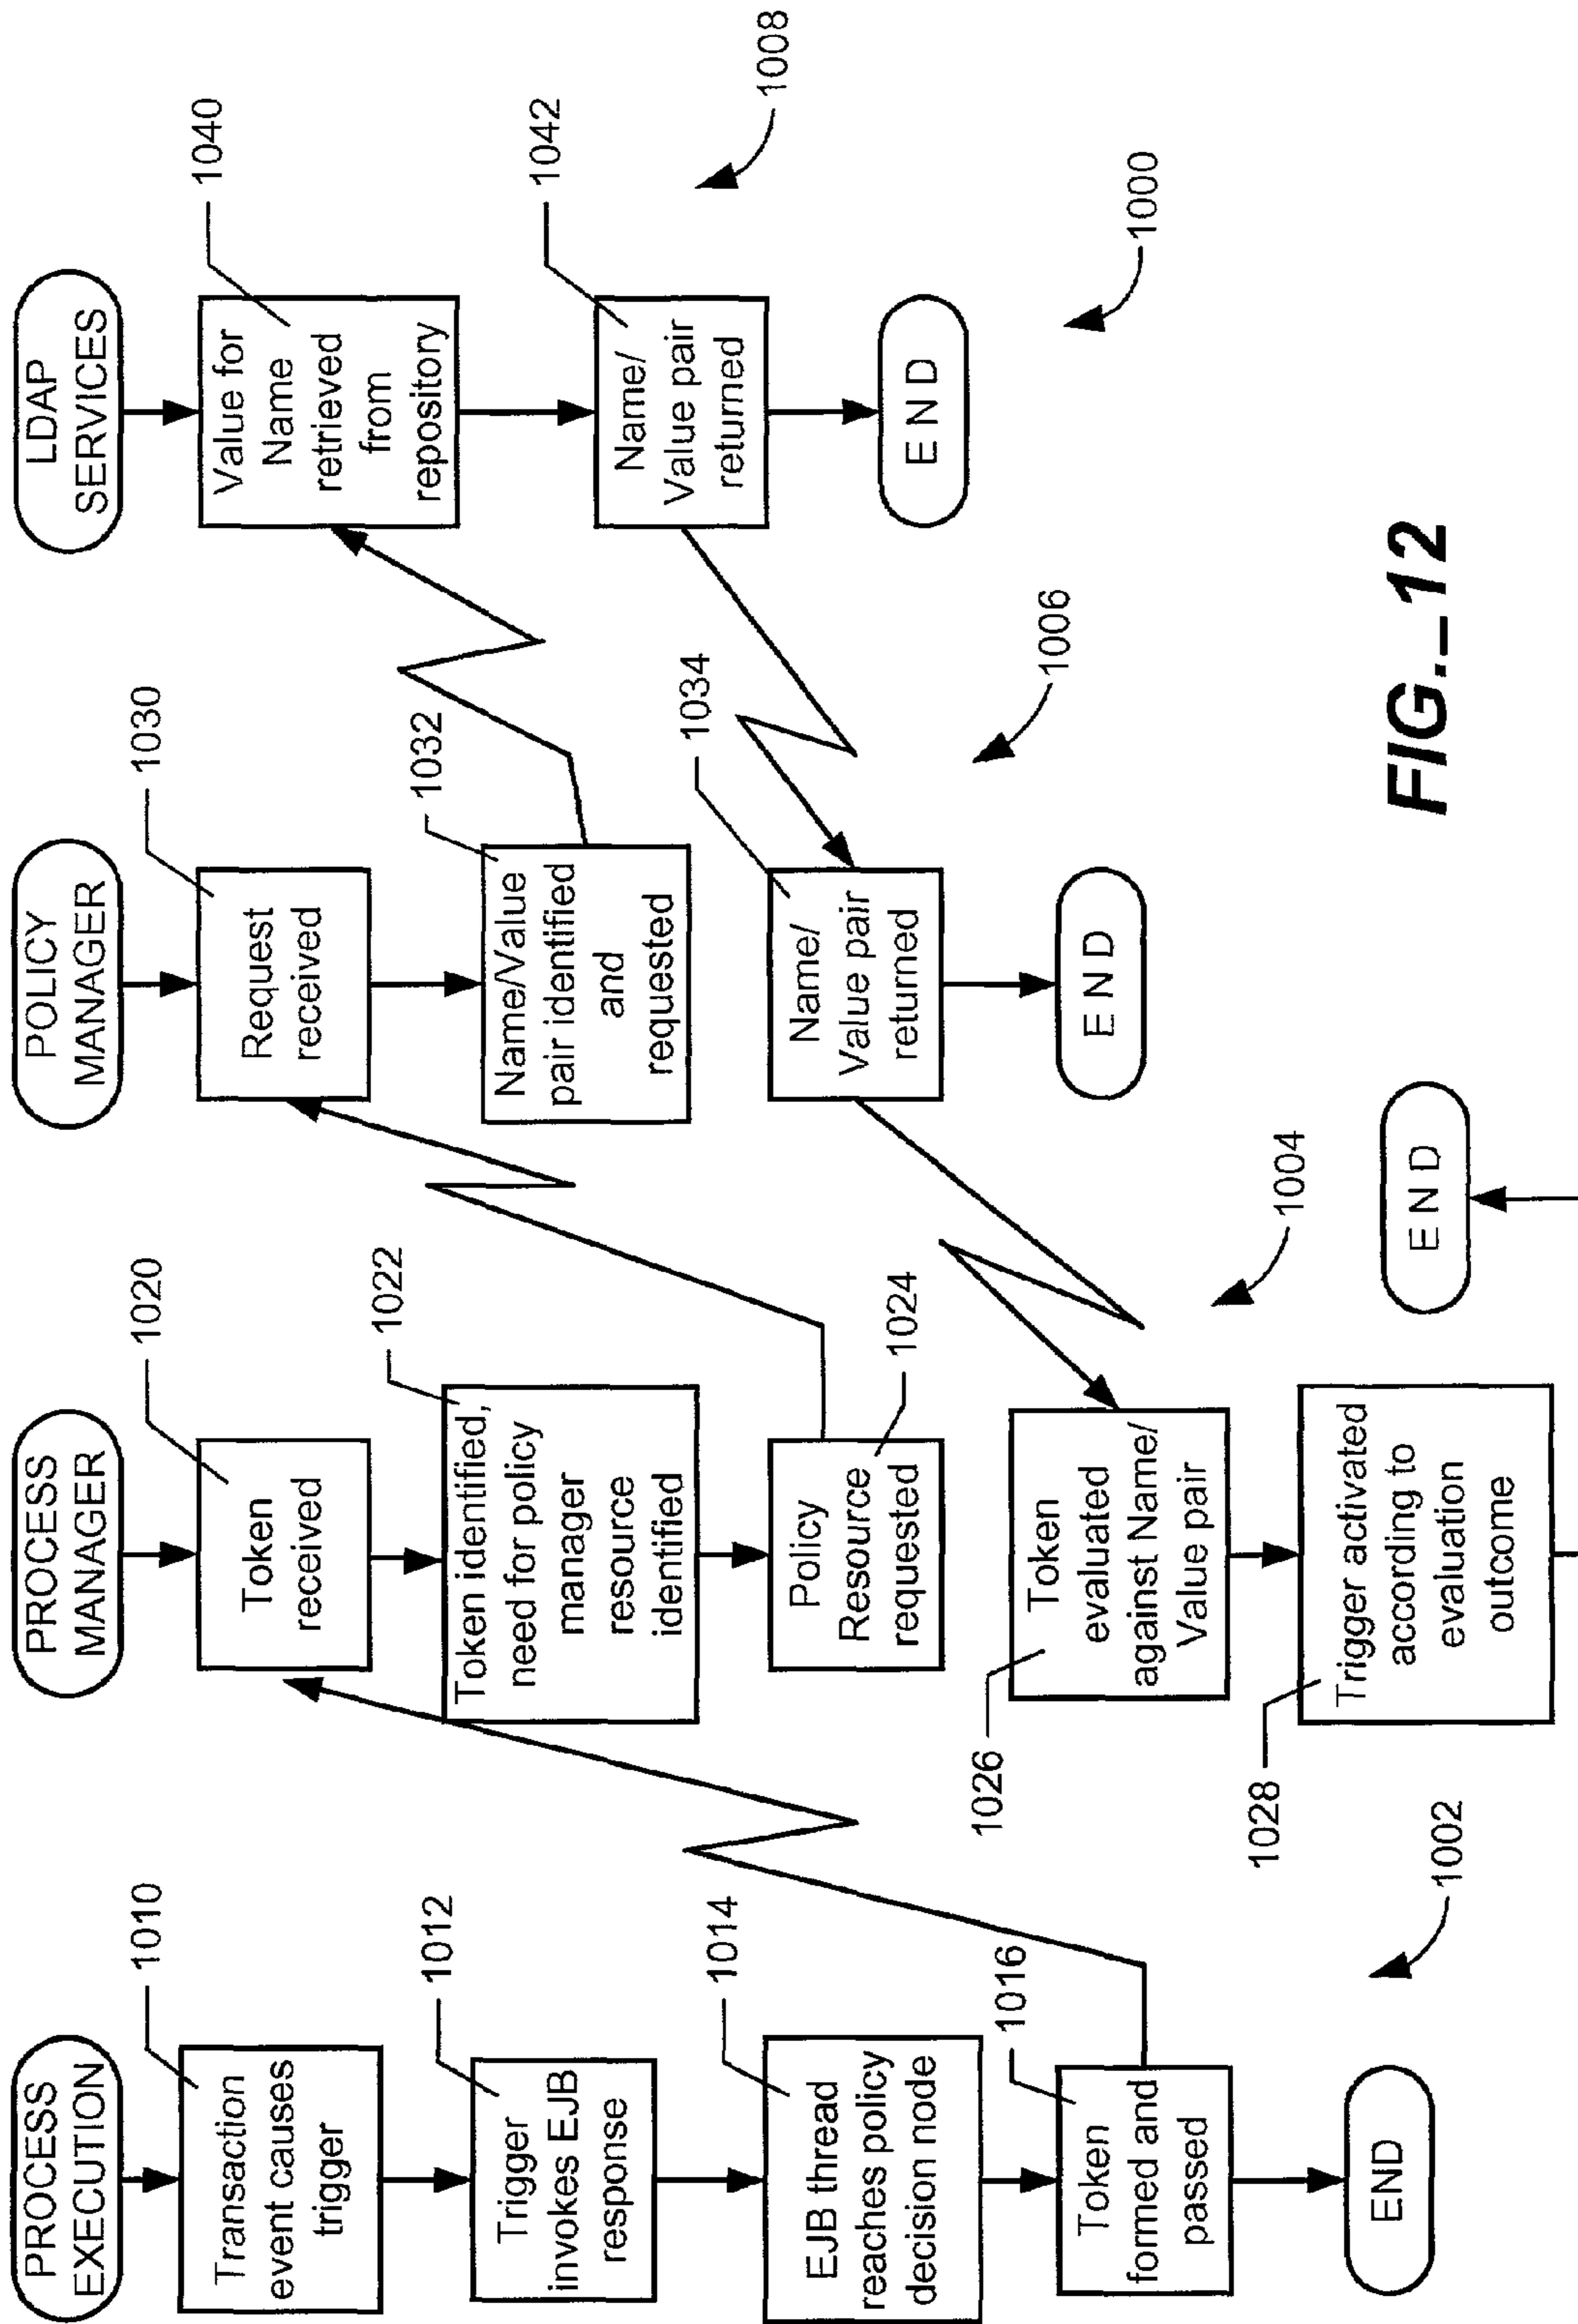 PROCESS
EXECUTION
1010
Transaction
event causes
trigger
1012
Trigger
invokes EJB
response
1014
EJB thread
reaches policy
decision node
1016
Token
formed and
passed
END
1002
PROCESS
MANAGER
1020
Token
received
1022
Token identified,
need for policy
manager
resource
identified
Policy
Resource
requested
1024
1026
Token
evaluated
against Name/
Value pair
1028
Trigger activated
according to
evaluation
outcome
END
1004
POLICY
MANAGER
1030
Request
received
1032
Name/Value
pair identified
and
requested
1034
Name/
Value pair
returned
END
1006
LDAP
SERVICES
1040
Value for
Name
retrieved
from
repository
1042
Name/
Value pair
returned
END
1008
1000
FIG._12